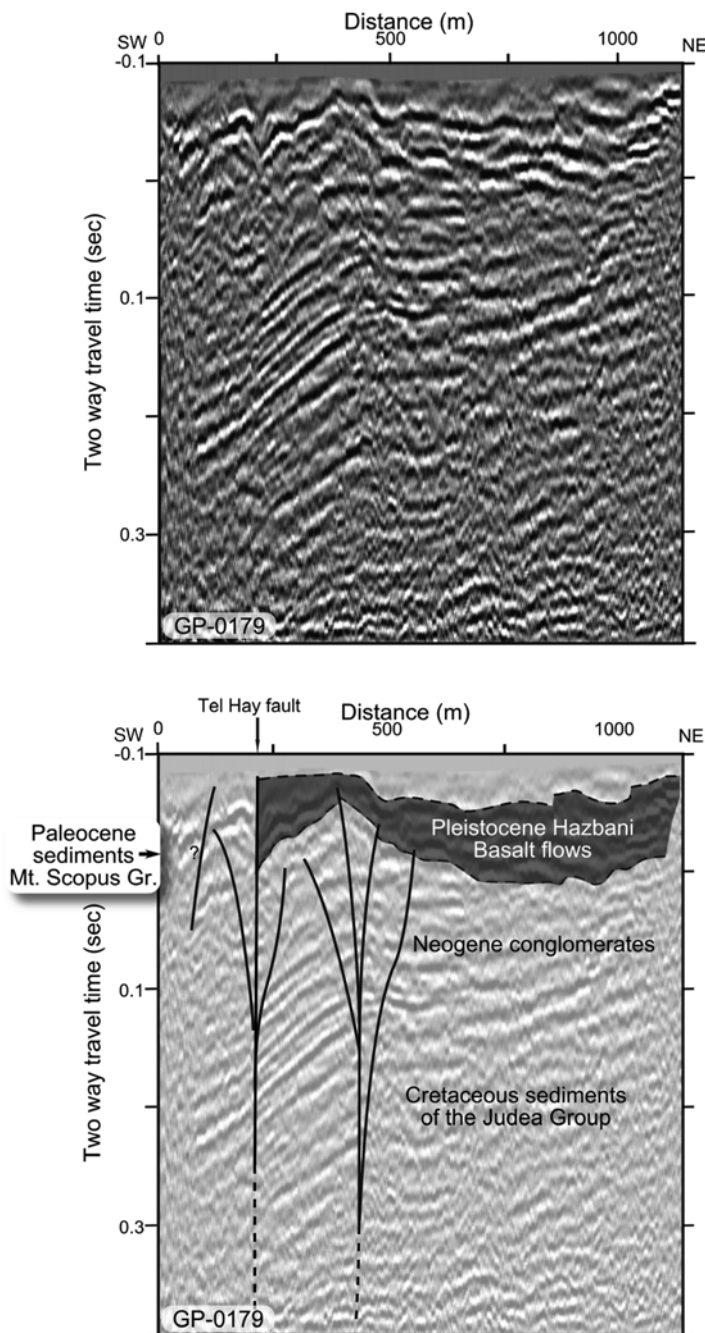 Distance (m)
SW 0 500 1000 NE
-0.1
0.1
0.3
Two way travel time (sec)
GP-0179
Tel Hay fault
Distance (m)
SW 0 500 1000 NE
-0.1
Paleocene
sediments
Mt. Scopus Gr.
?
Pleistocene Hazbani
Basalt flows
Neogene conglomerates
0.1
Cretaceous sediments
of the Judea Group
0.3
Two way travel time (sec)
GP-0179